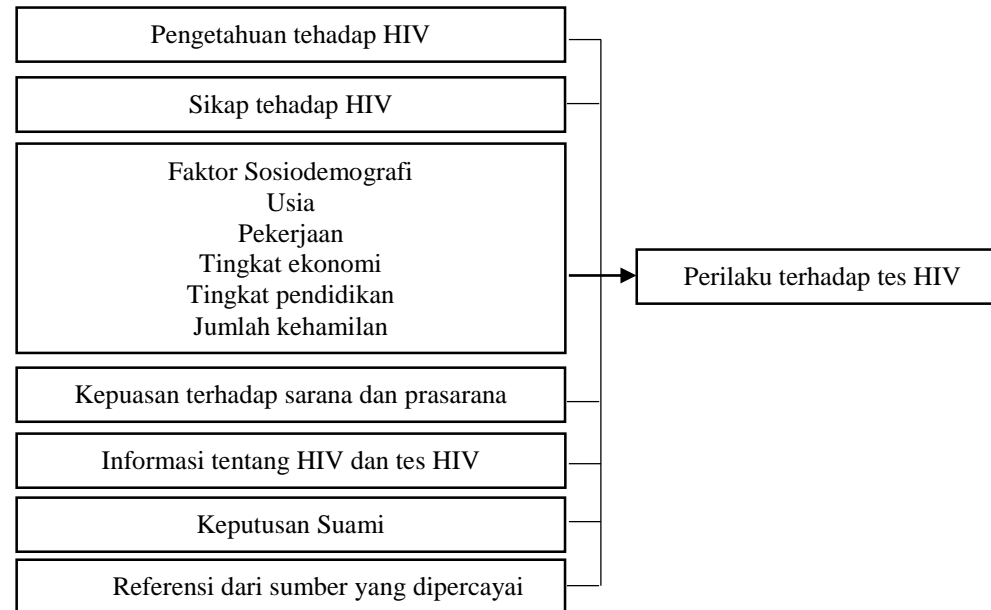 Pengetahuan tehadap HIV
Sikap tehadap HIV
Faktor Sosiodemografi
Usia
Pekerjaan
Tingkat ekonomi
Tingkat pendidikan
Jumlah kehamilan
Perilaku terhadap tes HIV
Kepuasan terhadap sarana dan prasarana
Informasi tentang HIV dan tes HIV
Keputusan Suami
Referensi dari sumber yang dipercayai